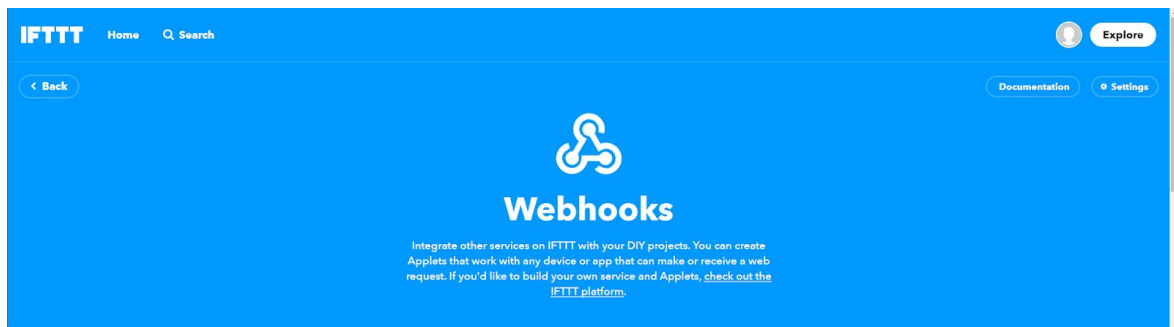 IFTTT Home Search Explore
Back Documentation Settings
Webhooks
Integrate other services on IFTTT with your DIY projects. You can create
Applets that work with any device or app that can make or receive a web
request. If you'd like to build your own service and Applets, check out the
IFTTT platform.